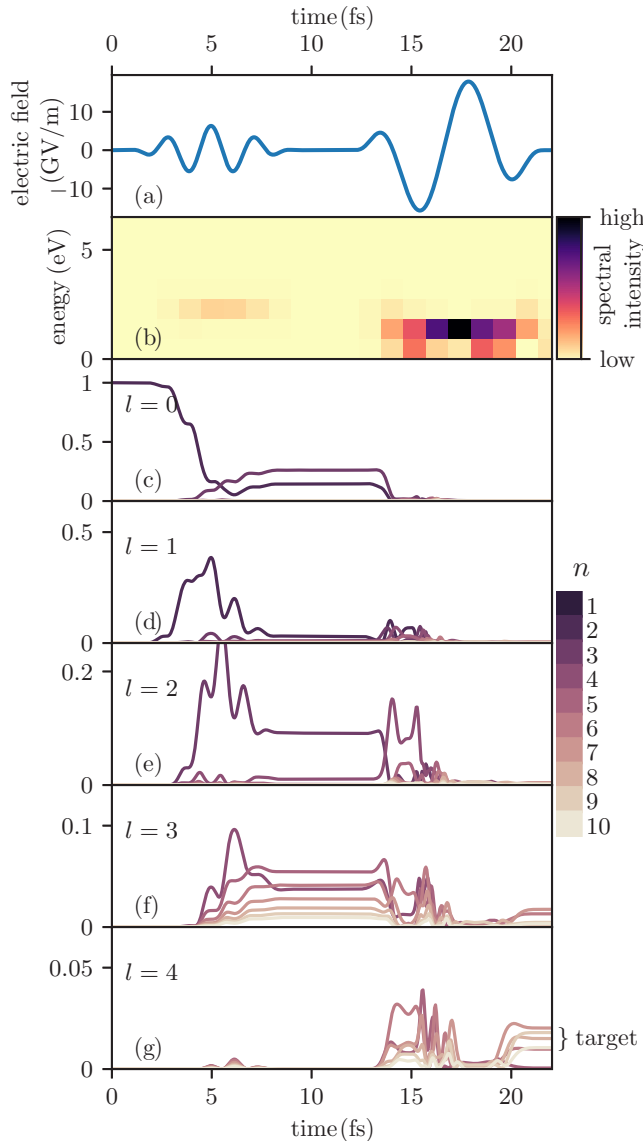 time (fs)
0 5 10 15 20
electric field
(GV/m)
10
0
−10
(a)
energy (eV)
5
0
(b)
high
low
spectral
intensity
1
0.5
0
l = 0
(c)
0.5
0
l = 1
(d)
0.2
0
l = 2
(e)
0.1
0
l = 3
(f)
0.05
0
l = 4
(g)
n
1
2
3
4
5
6
7
8
9
10
} target
0 5 10 15 20
time (fs)